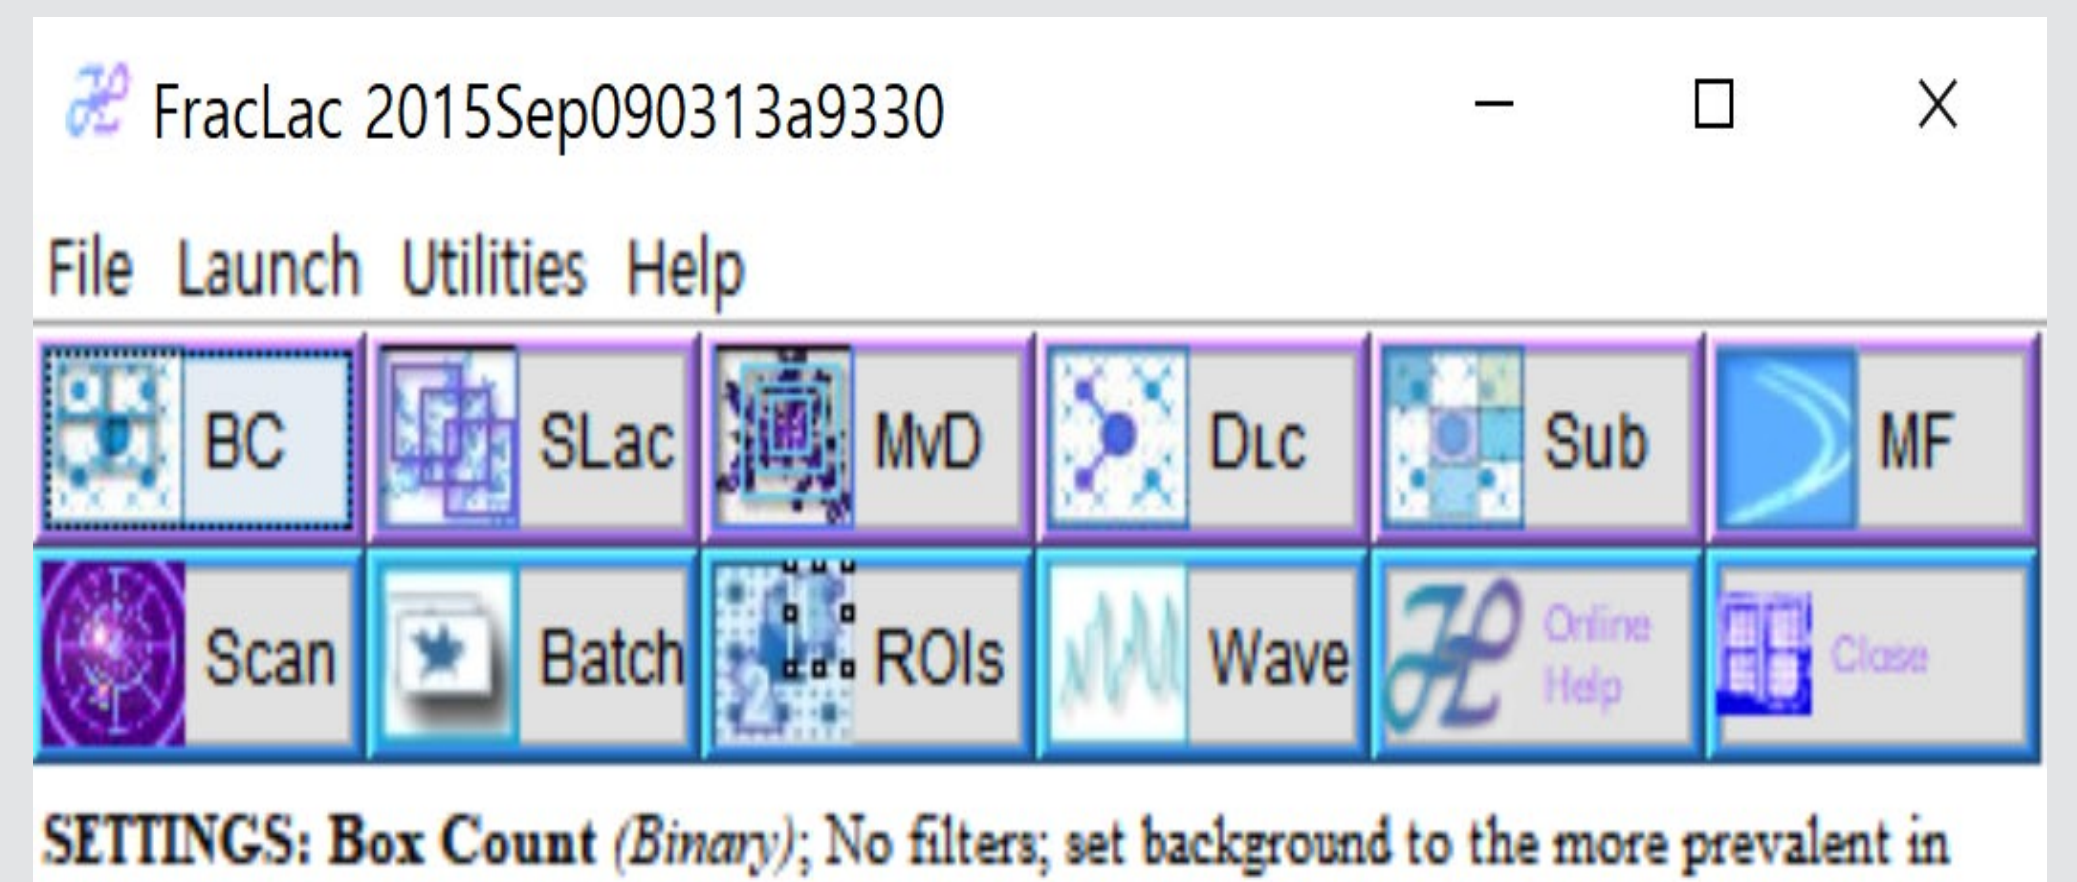 FracLac 2015Sep090313a9330
File Launch Utilities Help
BC SLac MvD DLc Sub MF
Scan Batch ROIs Wave Online Help Close
SETTINGS: Box Count (Binary); No filters; set background to the more prevalent in